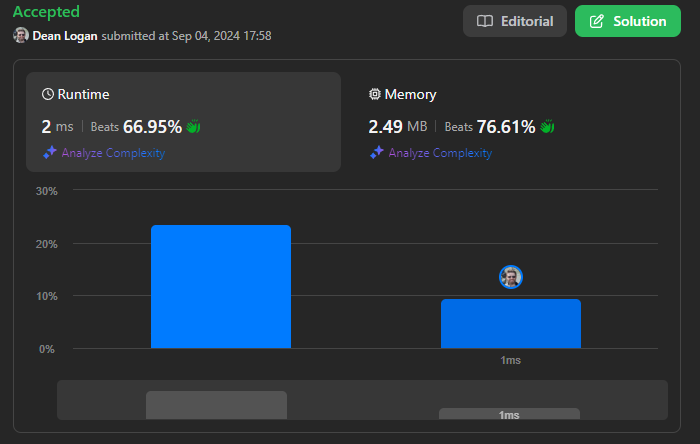 Accepted
Dean Logan submitted at Sep 04, 2024 17:58
Editorial
Solution
Runtime
2 ms | Beats 66.95%
Analyze Complexity
Memory
2.49 MB | Beats 76.61%
Analyze Complexity
30%
20%
10%
0%
1ms
1ms